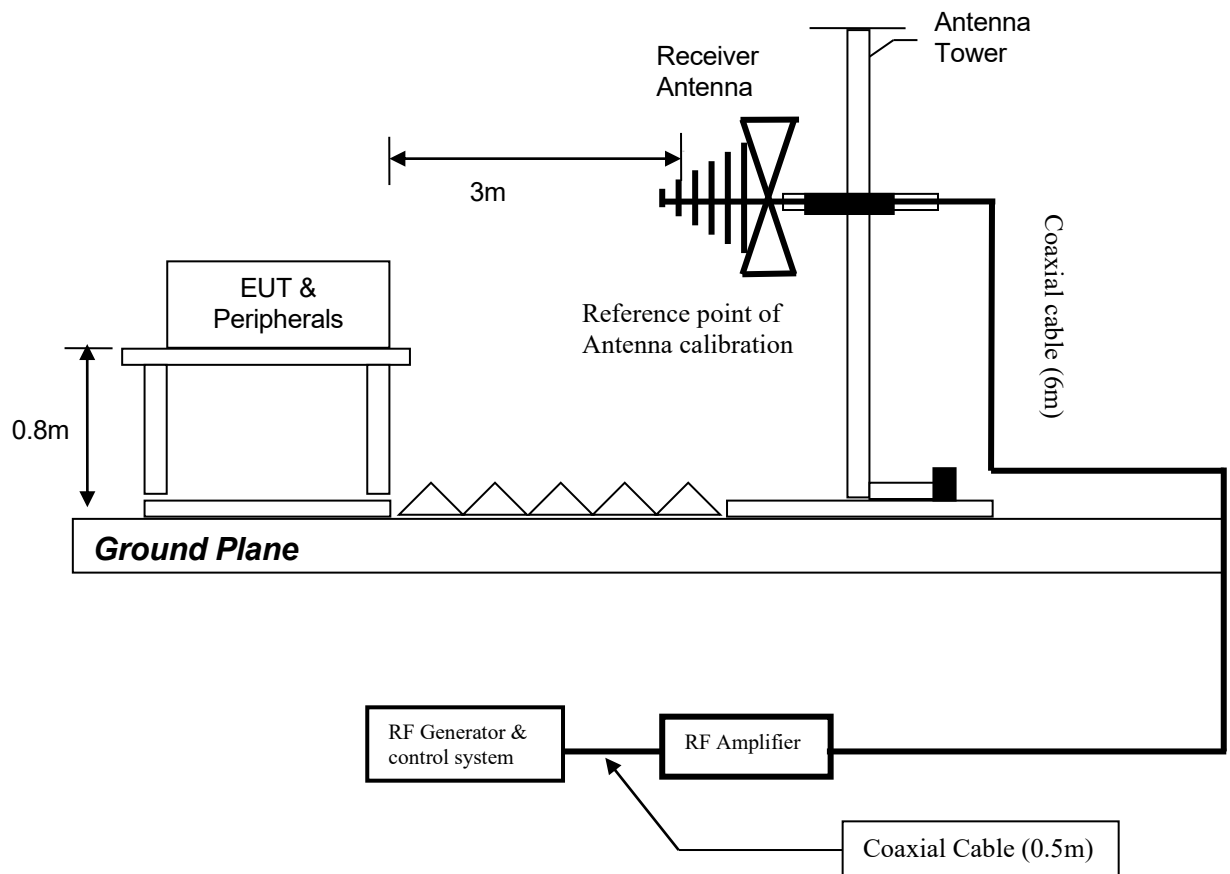 Antenna
Tower
Receiver
Antenna
3m
Coaxial cable (6m)
EUT &
Peripherals
Reference point of
Antenna calibration
0.8m
Ground Plane
RF Generator &
control system
RF Amplifier
Coaxial Cable (0.5m)